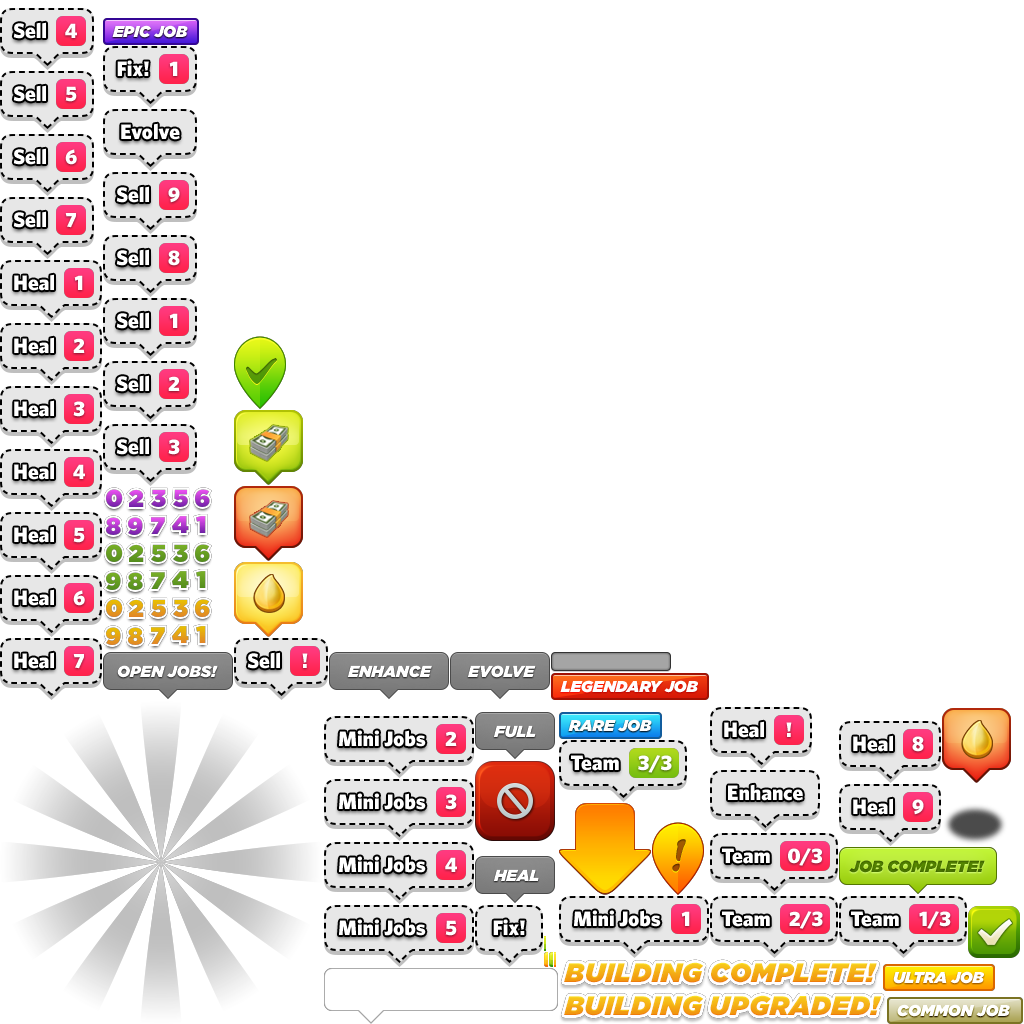 Sell 4
Sell 5
Sell 6
Sell 7
Heal 1
Heal 2
Heal 3
Heal 4
Heal 5
Heal 6
Heal 7
EPIC JOB
Fix! 1
Evolve
Sell 9
Sell 8
Sell 1
Sell 2
Sell 3
0 2 3 5 6
8 9 7 4 1
0 2 5 3 6
9 8 7 4 1
0 2 5 3 6
9 8 7 4 1
OPEN JOBS!
Sell !
ENHANCE
EVOLVE
LEGENDARY JOB
Mini Jobs 2
Mini Jobs 3
Mini Jobs 4
Mini Jobs 5
FULL
HEAL
Fix!
RARE JOB
Team 3/3
!
Mini Jobs 1
Heal !
Enhance
Team 0/3
Team 2/3
Heal 8
Heal 9
JOB COMPLETE!
Team 1/3
BUILDING COMPLETE!
ULTRA JOB
BUILDING UPGRADED!
COMMON JOB